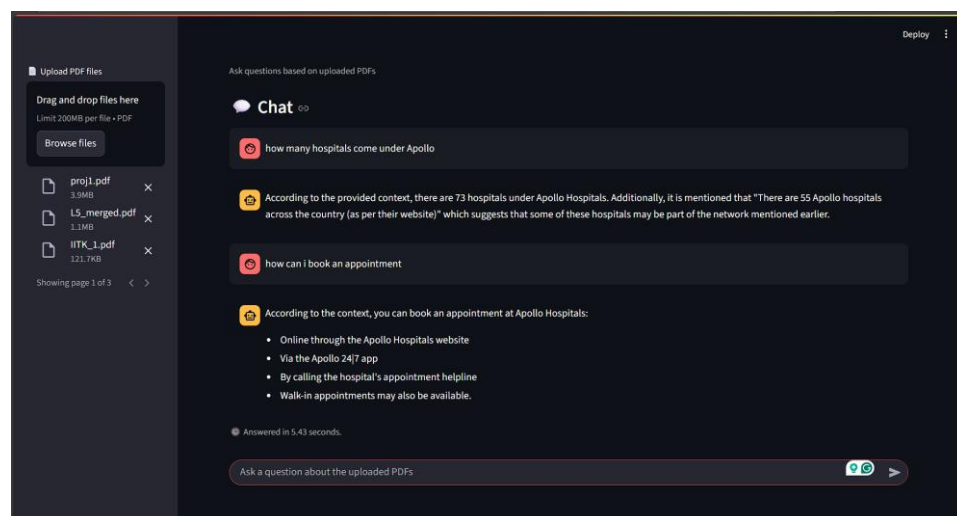 Deploy
Upload PDF files
Drag and drop files here
Limit 200MB per file • PDF
Browse files
proj1.pdf
3.9MB
L5_merged.pdf
1.1MB
IITK_1.pdf
121.7KB
Showing page 1 of 3
Ask questions based on uploaded PDFs
Chat
how many hospitals come under Apollo
According to the provided context, there are 73 hospitals under Apollo Hospitals. Additionally, it is mentioned that "There are 55 Apollo hospitals
across the country (as per their website)" which suggests that some of these hospitals may be part of the network mentioned earlier.
how can i book an appointment
According to the context, you can book an appointment at Apollo Hospitals:
• Online through the Apollo Hospitals website
• Via the Apollo 24|7 app
• By calling the hospital's appointment helpline
• Walk-in appointments may also be available.
Answered in 5.43 seconds.
Ask a question about the uploaded PDFs